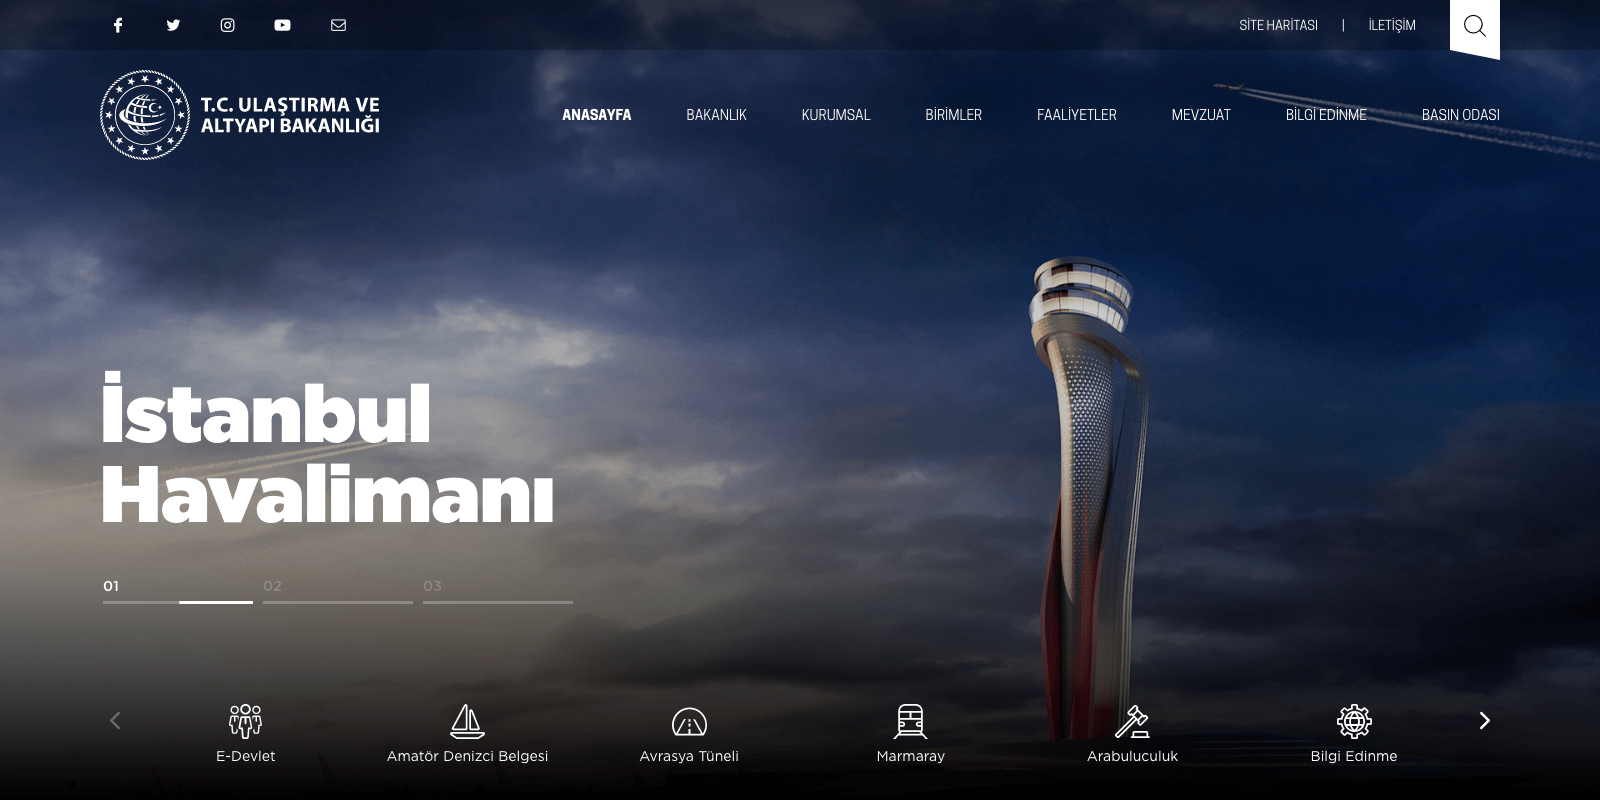 SİTE HARİTASI | İLETİŞİM
T.C. ULAŞTIRMA VE
ALTYAPI BAKANLIĞI
ANASAYFA BAKANLIK KURUMSAL BİRİMLER FAALİYETLER MEVZUAT BİLGİ EDİNME BASIN ODASI
İstanbul
Havalimanı
01 02 03
E-Devlet Amatör Denizci Belgesi Avrasya Tüneli Marmaray Arabuluculuk Bilgi Edinme